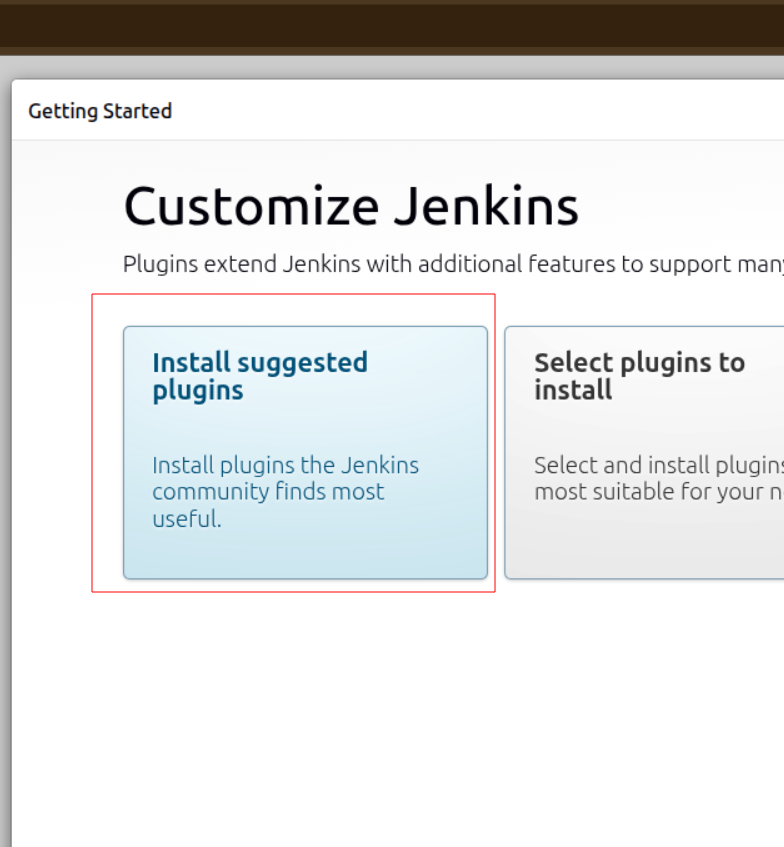 Getting Started
Customize Jenkins
Plugins extend Jenkins with additional features to support many
Install suggested
plugins
Install plugins the Jenkins
community finds most
useful.
Select plugins to
install
Select and install plugins
most suitable for your